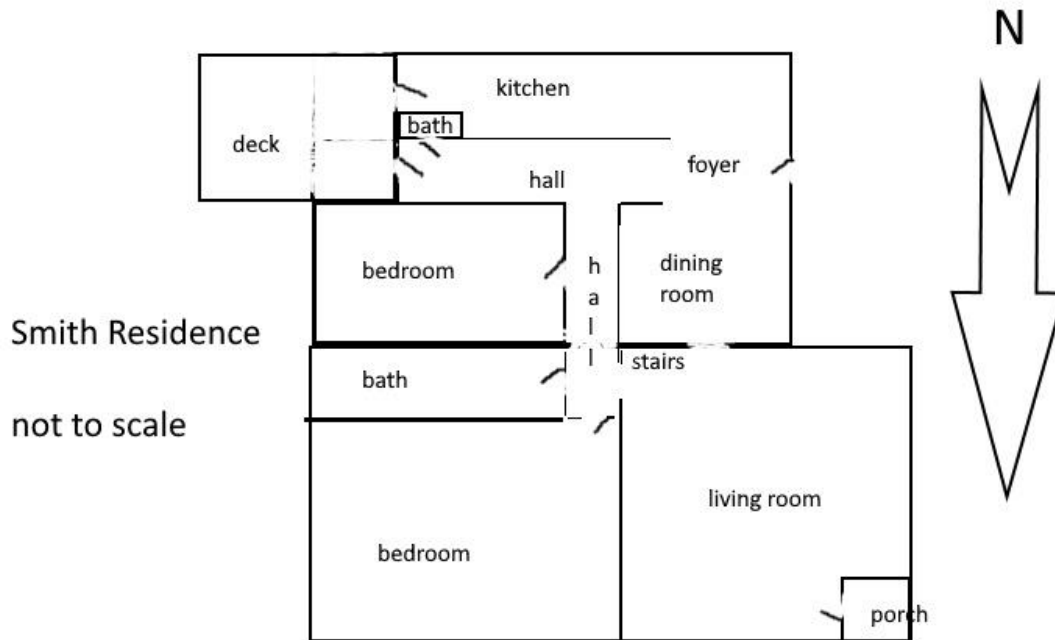 N
kitchen
bath
deck
foyer
hall
bedroom
hall
dining
room
Smith Residence
stairs
bath
not to scale
living room
bedroom
porch